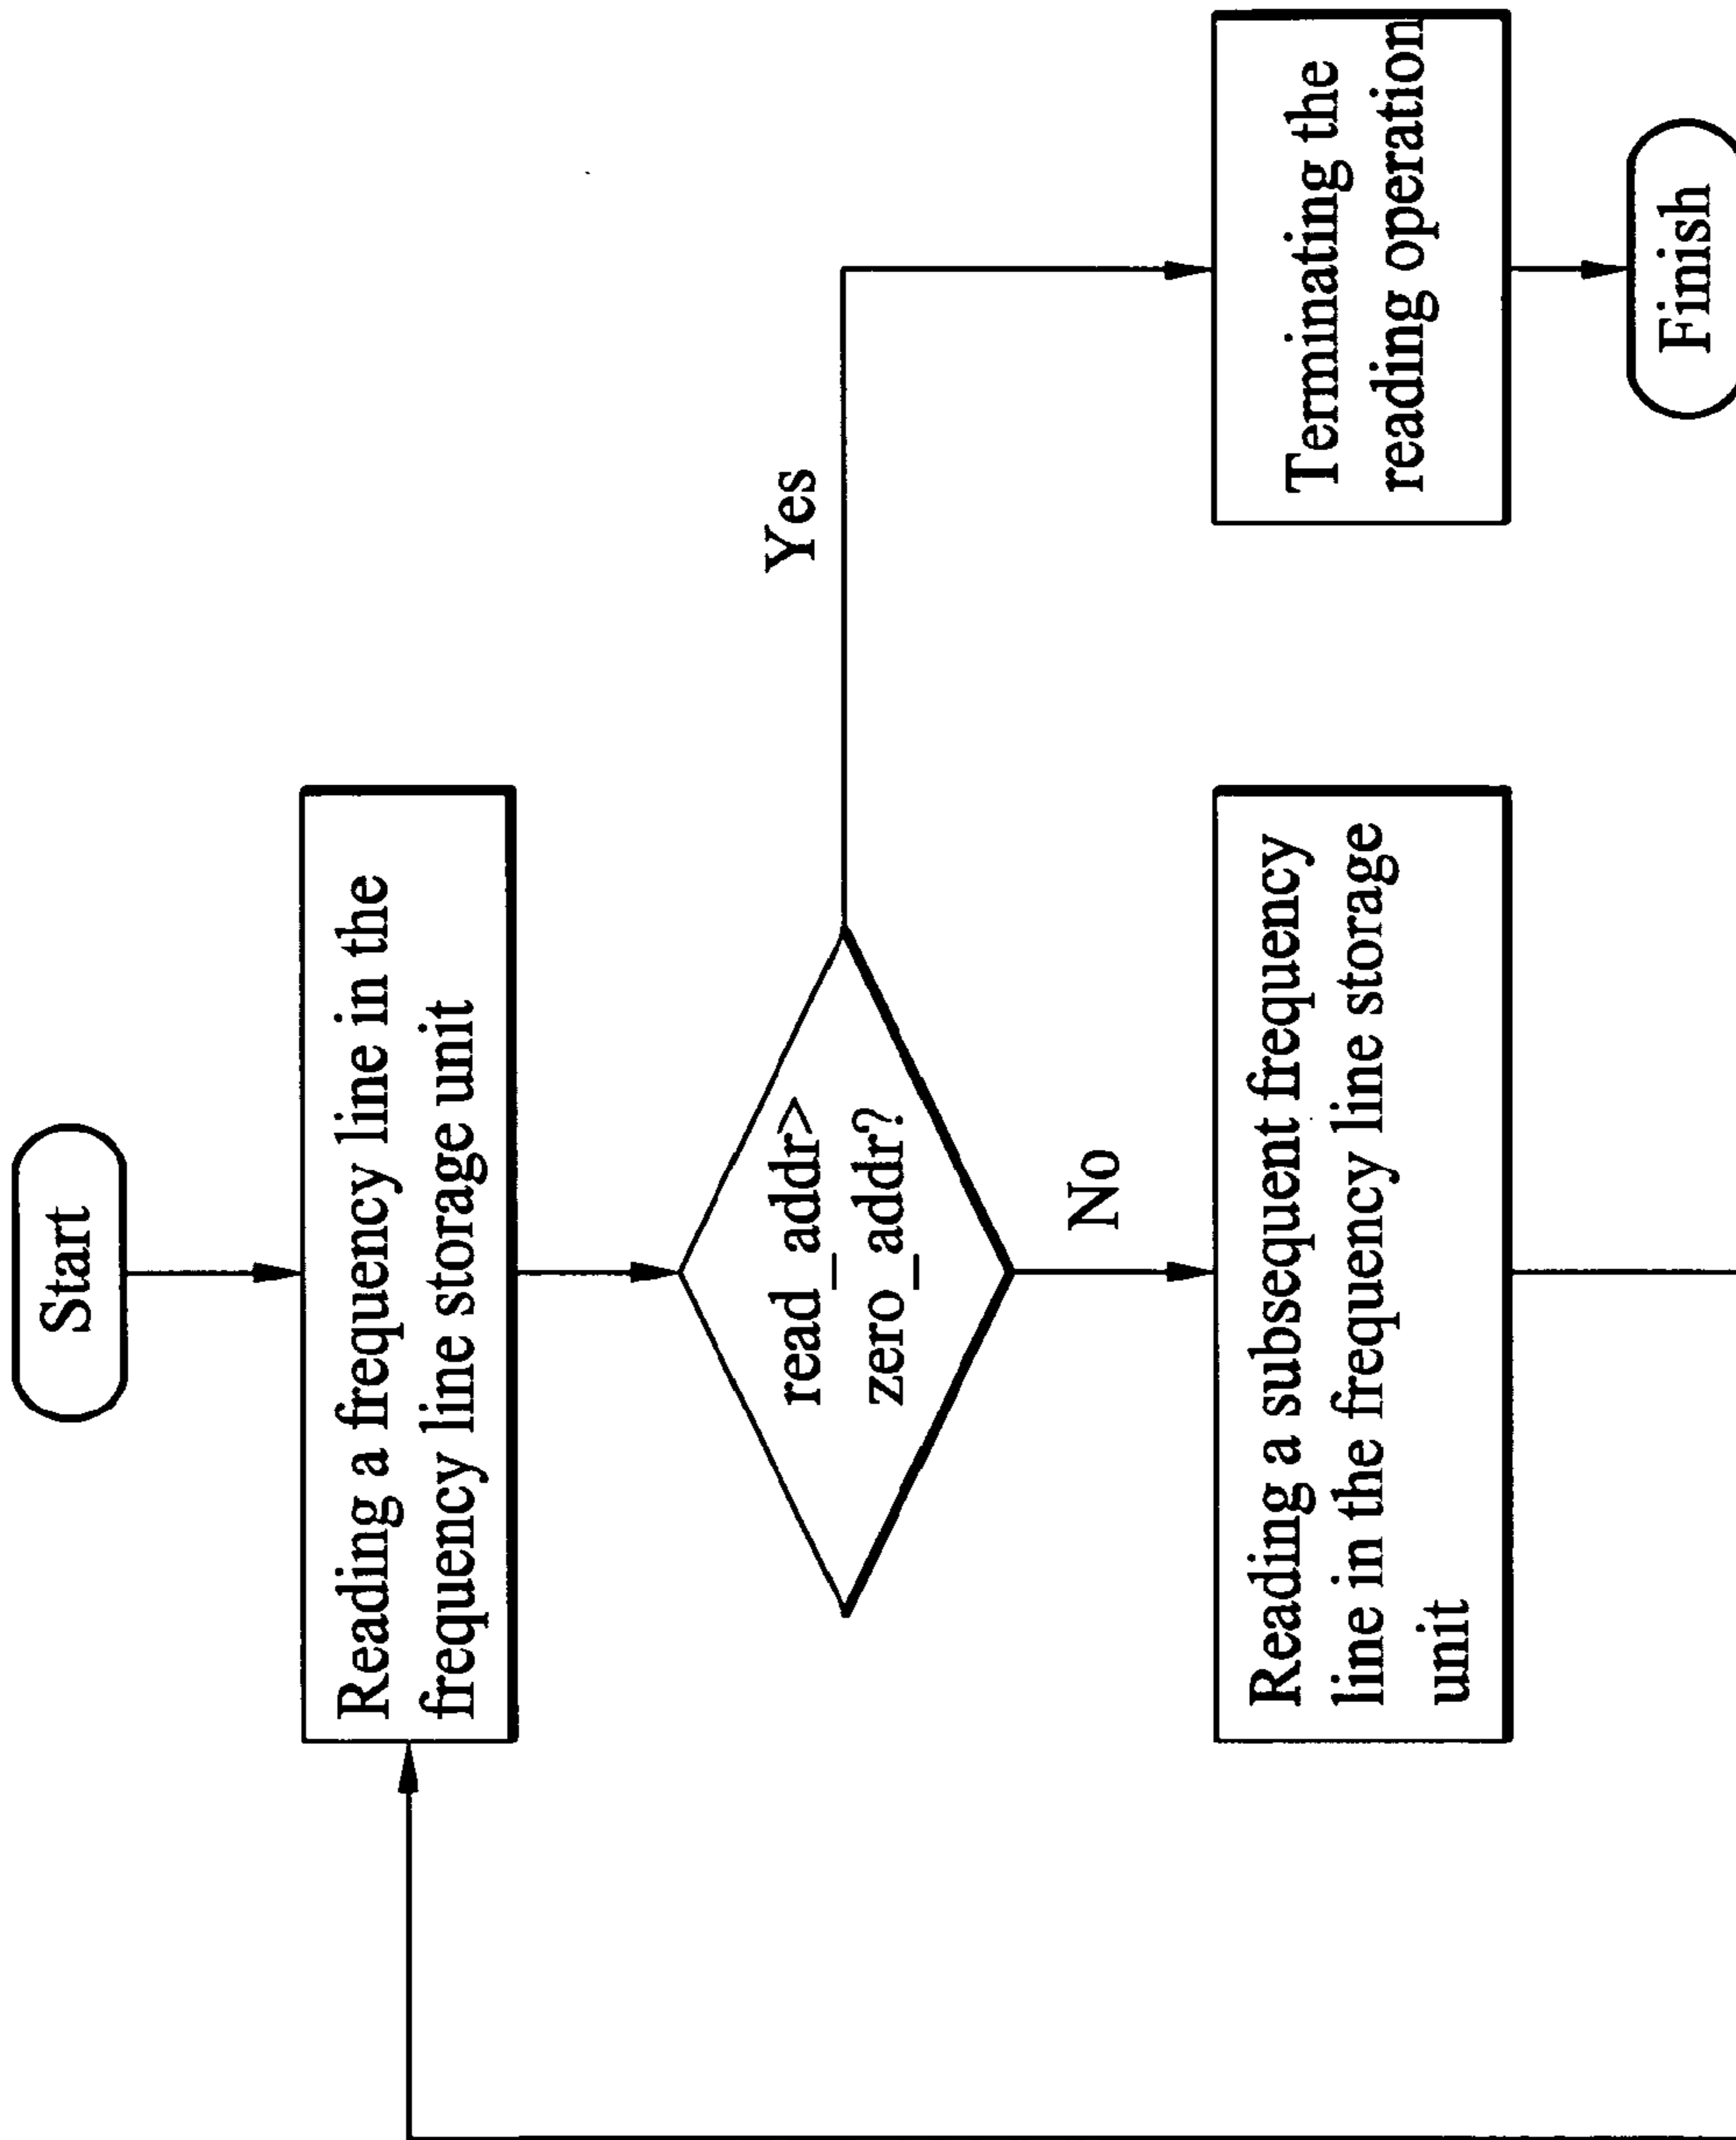 Start
Reading a frequency line in the
frequency line storage unit
read_addr>
zero_addr?
Yes
No
Reading a subsequent frequency
line in the frequency line storage
unit
Terminating the
reading operation
Finish